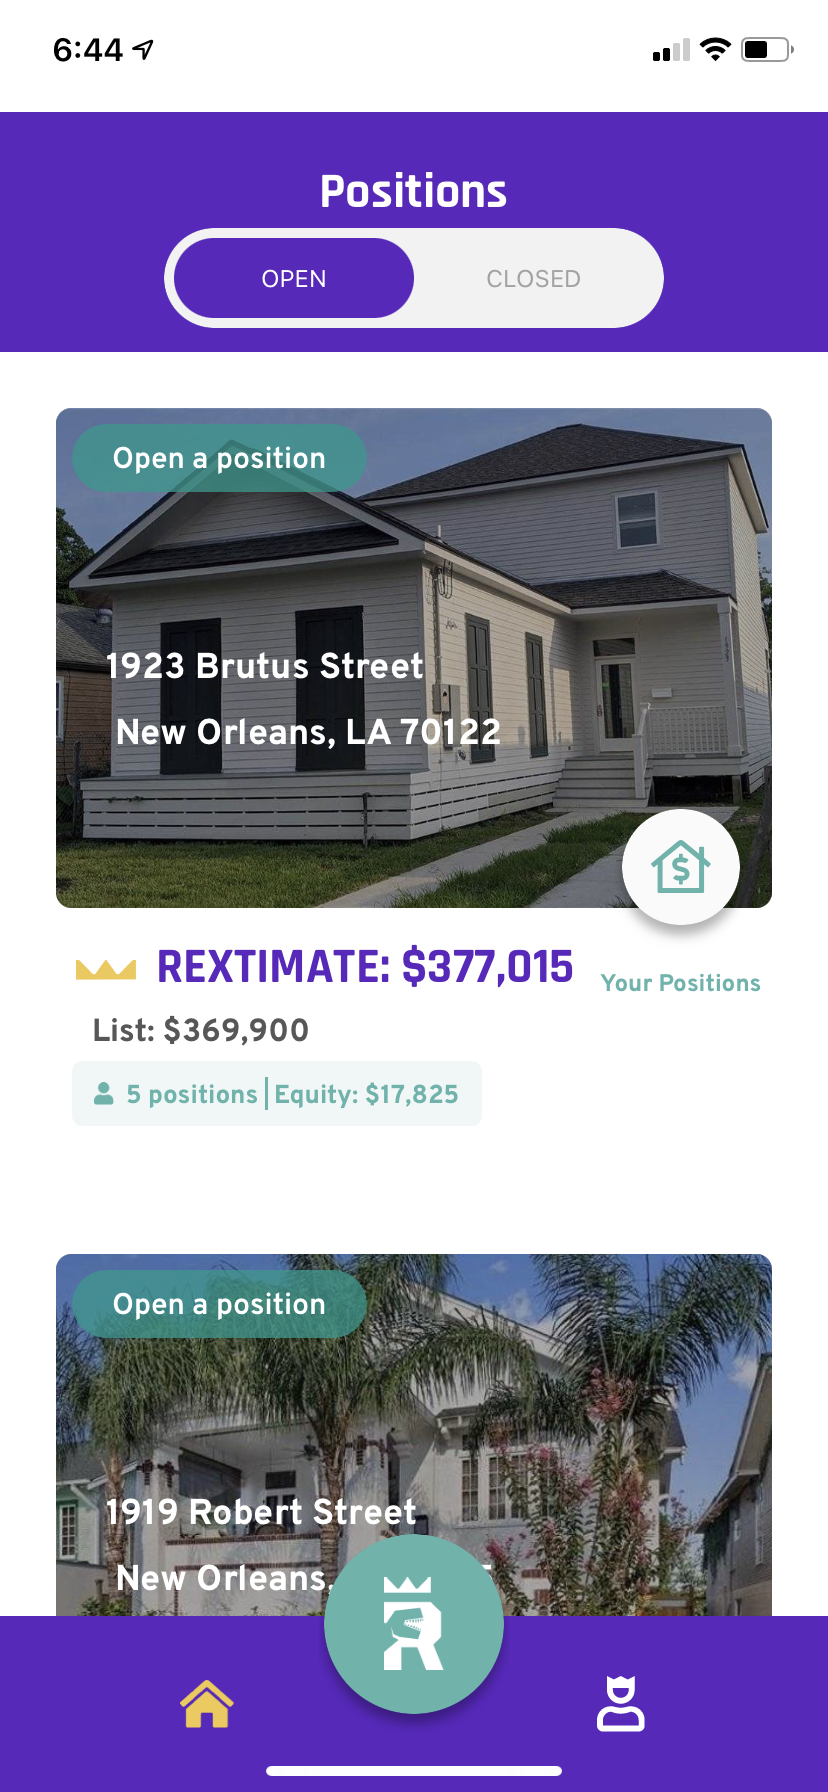 6:44
Positions
OPEN
CLOSED
Open a position
1923 Brutus Street
New Orleans, LA 70122
REXTIMATE: $377,015
Your Positions
List: $369,900
5 positions | Equity: $17,825
Open a position
1919 Robert Street
New Orleans,
R